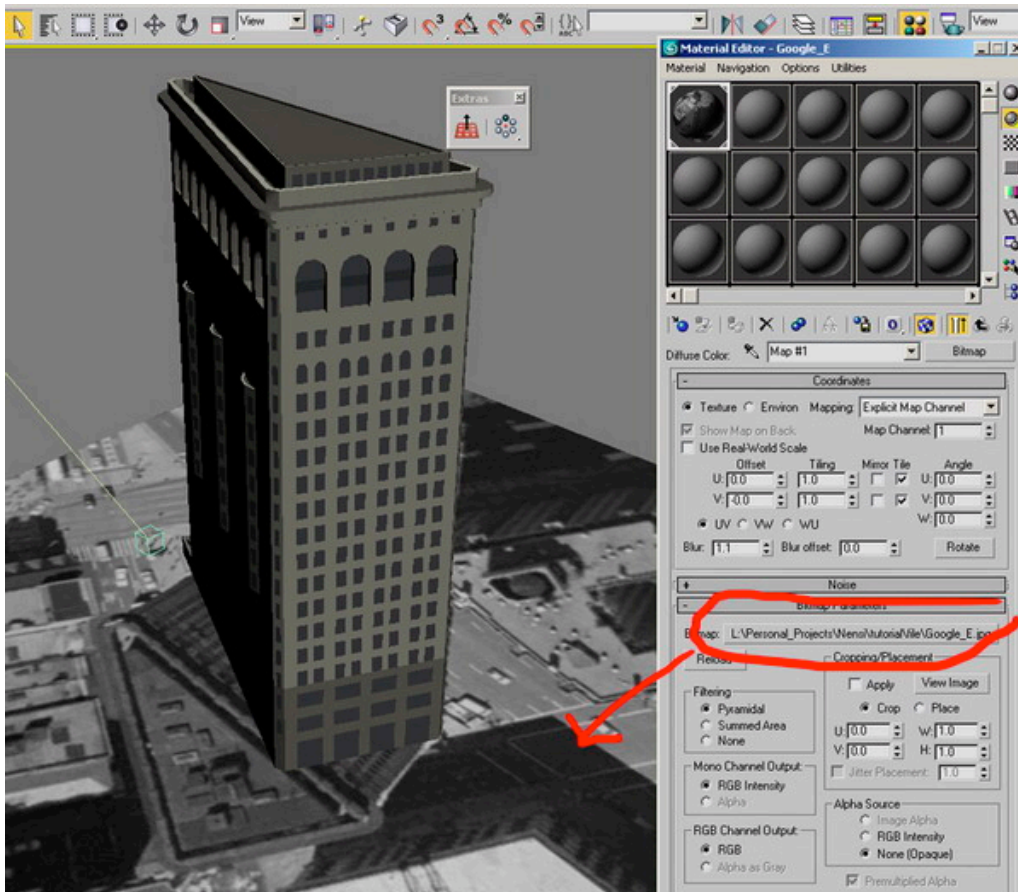 View
View
3
%
ABC
Extras
Material Editor - Google_E
Material Navigation Options Utilities
Diffuse Color: Map #1 Bitmap
- Coordinates
Texture Environ Mapping: Explicit Map Channel
Show Map on Back Map Channel: 1
Use Real-World Scale
Offset Tiling Mirror Tile Angle
U: 0.0 1.0 U: 0.0
V: -0.0 1.0 V: 0.0
UV VW WU W: 0.0
Blur: 1.1 Blur offset: 0.0 Rotate
+ Noise
- Bitmap Parameters
Bitmap: L:\Personal_Projects\Nensi\tutorial\file\Google_E.jpg
Reload Cropping/Placement
Apply View Image
Crop Place
U: 0.0 W: 1.0
V: 0.0 H: 1.0
Jitter Placement: 1.0
Filtering
Pyramidal
Summed Area
None
Mono Channel Output:
RGB Intensity
Alpha
RGB Channel Output:
RGB
Alpha as Gray
Alpha Source
Image Alpha
RGB Intensity
None (Opaque)
Premultiplied Alpha